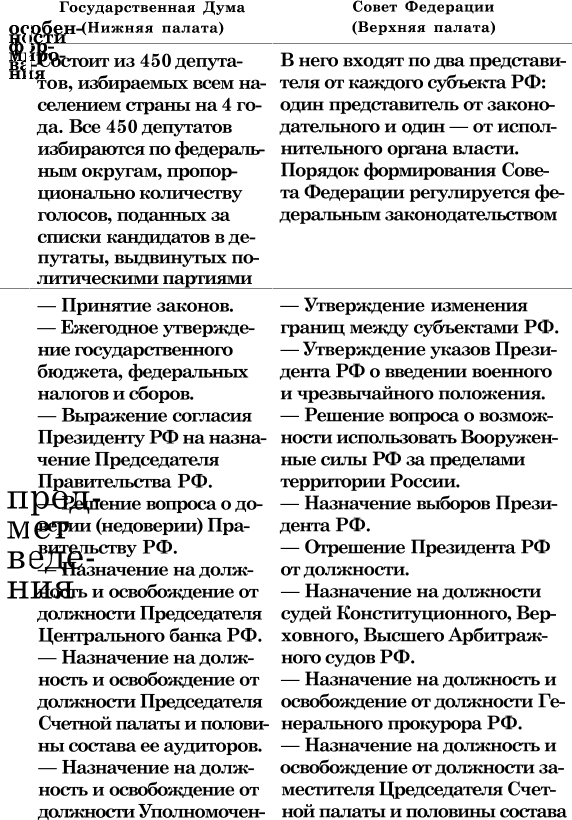 Государственная Дума
(Нижняя палата)
Совет Федерации
(Верхняя палата)
особен-
ности
фор-
миро-
ва-
ния
Состоит из 450 депута-
тов, избираемых всем на-
селением страны на 4 го-
да. Все 450 депутатов
избираются по федераль-
ным округам, пропор-
ционально количеству
голосов, поданных за
списки кандидатов в де-
путаты, выдвинутых по-
литическими партиями
В него входят по два представи-
теля от каждого субъекта РФ:
один представитель от законо-
дательного и один — от испол-
нительного органа власти.
Порядок формирования Сове-
та Федерации регулируется фе-
деральным законодательством
пред-
мет
веде-
ния
— Принятие законов.
— Ежегодное утвержде-
ние государственного
бюджета, федеральных
налогов и сборов.
— Выражение согласия
Президенту РФ на назна-
чение Председателя
Правительства РФ.
— Решение вопроса о до-
верии (недоверии) Пра-
вительству РФ.
— Назначение на долж-
ность и освобождение от
должности Председателя
Центрального банка РФ.
— Назначение на долж-
ность и освобождение от
должности Председателя
Счетной палаты и полови-
ны состава ее аудиторов.
— Назначение на долж-
ность и освобождение от
должности Уполномочен-
— Утверждение изменения
границ между субъектами РФ.
— Утверждение указов Прези-
дента РФ о введении военного
и чрезвычайного положения.
— Решение вопроса о возмож-
ности использовать Вооружен-
ные силы РФ за пределами
территории России.
— Назначение выборов Прези-
дента РФ.
— Отрешение Президента РФ
от должности.
— Назначение на должности
судей Конституционного, Вер-
ховного, Высшего Арбитраж-
ного судов РФ.
— Назначение на должность и
освобождение от должности Ге-
нерального прокурора РФ.
— Назначение на должность и
освобождение от должности за-
местителя Цредседателя Счет-
ной палаты и половины состава